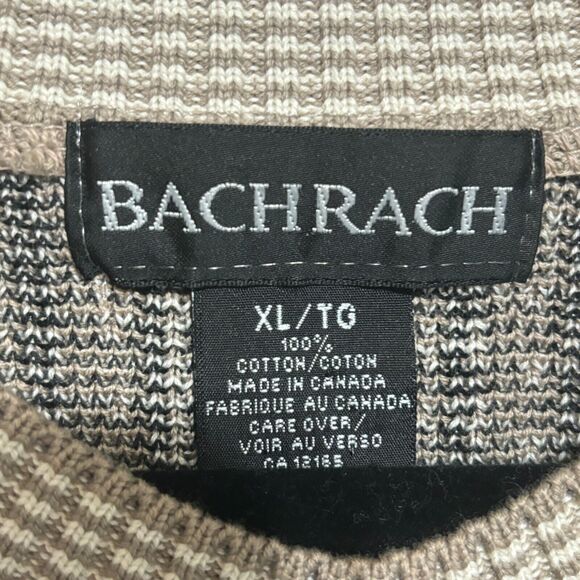 BACHRACH
XL/TG
100%
COTTON/COTON
MADE IN CANADA
FABRIQUE AU CANADA
CARE OVER/
VOIR AU VERSO
CA 12165